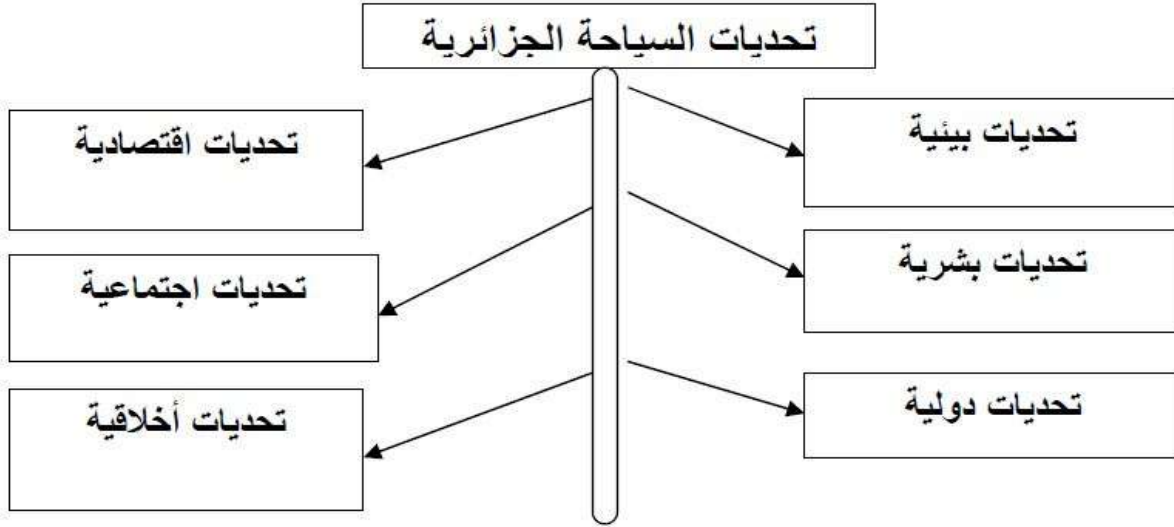 تحديات السياحة الجزائرية
تحديات بيئية
تحديات اقتصادية
تحديات بشرية
تحديات اجتماعية
تحديات دولية
تحديات أخلاقية